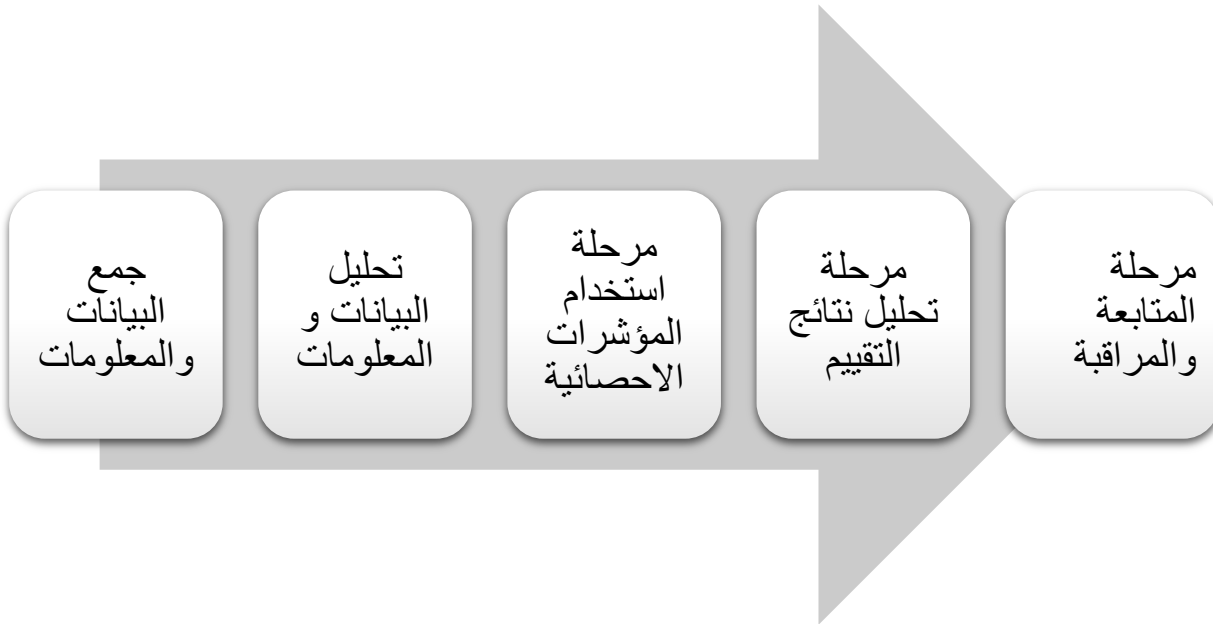 جمع
البيانات
والمعلومات
تحليل
البيانات و
المعلومات
مرحلة
استخدام
المؤشرات
الاحصائية
مرحلة
تحليل نتائج
التقييم
مرحلة
المتابعة
والمراقبة